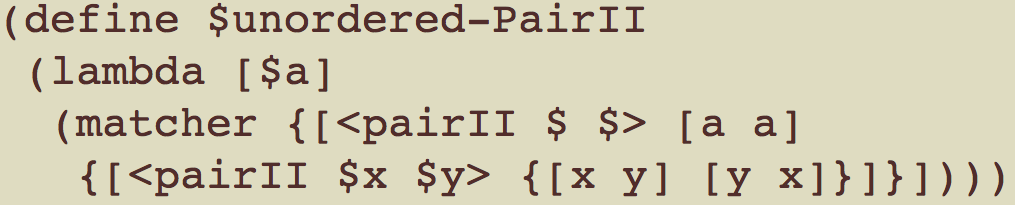 (define $unordered-PairII
(lambda [$a]
(matcher {[<pairII $ $> [a a]
{[<pairII $x $y> {[x y] [y x]}]}])))